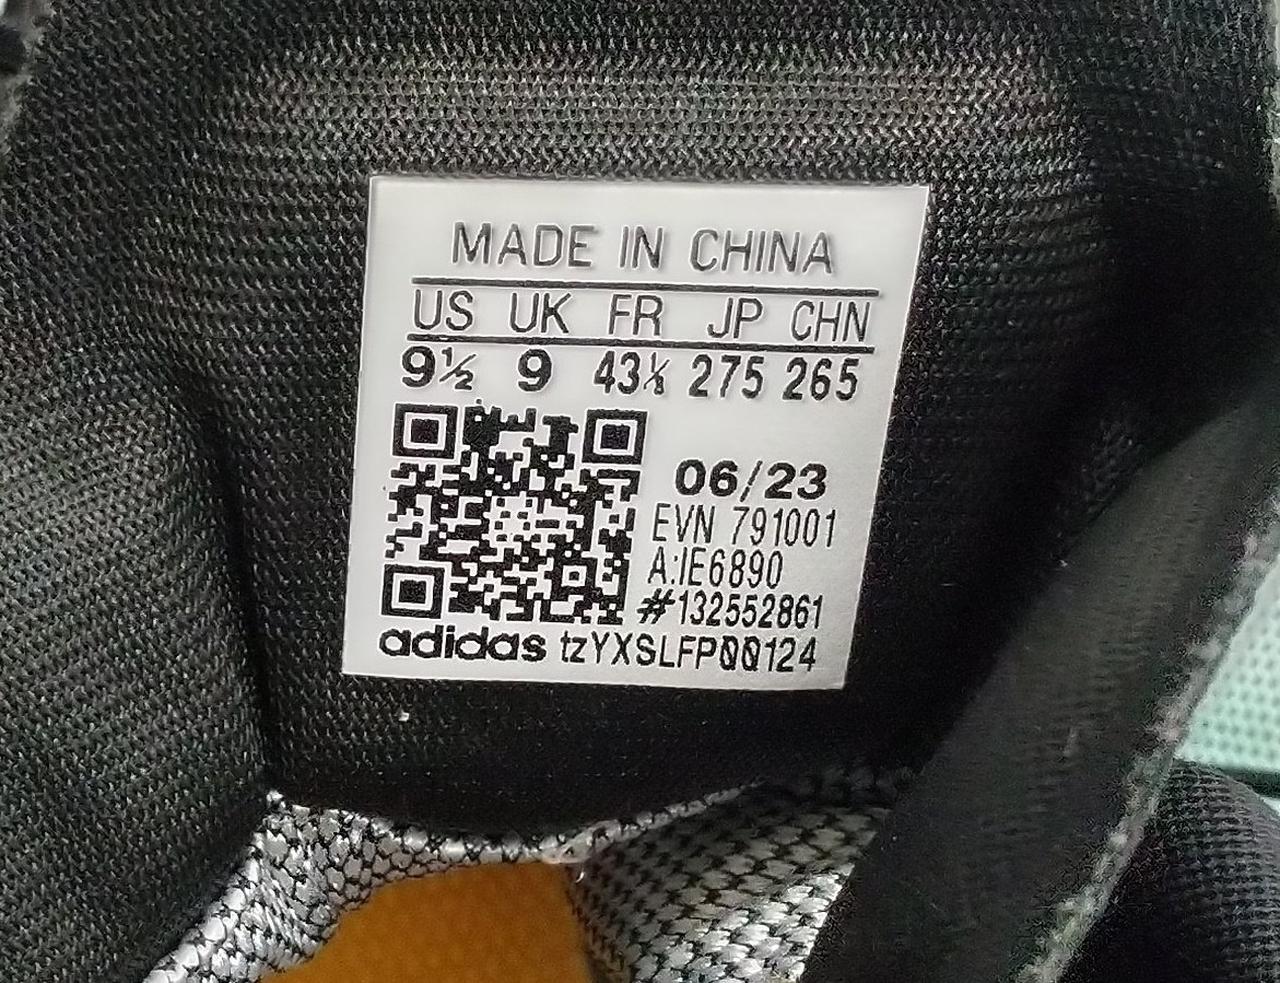 MADE IN CHINA
US UK FR JP CHN
9½ 9 43⅓ 275 265
06/23
EVN 791001
A:IE6890
#132552861
adidas tzYXSLFP00124